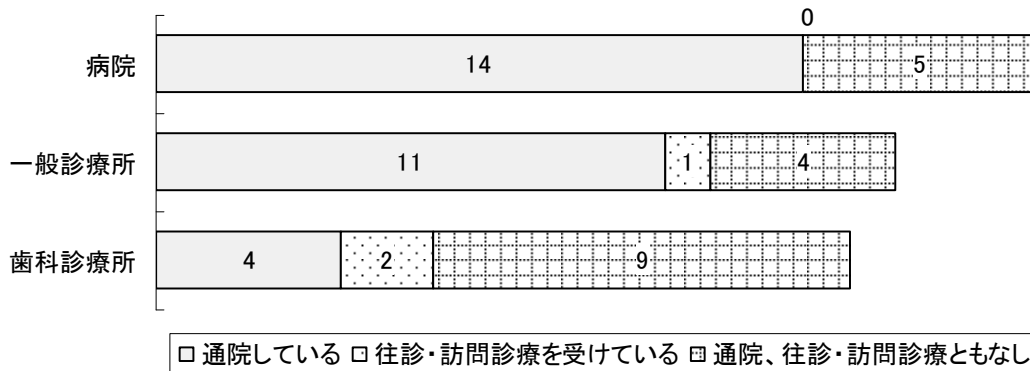 0
病院 14 5
一般診療所 11 1 4
歯科診療所 4 2 9
通院している 往診・訪問診療を受けている 通院、往診・訪問診療ともなし